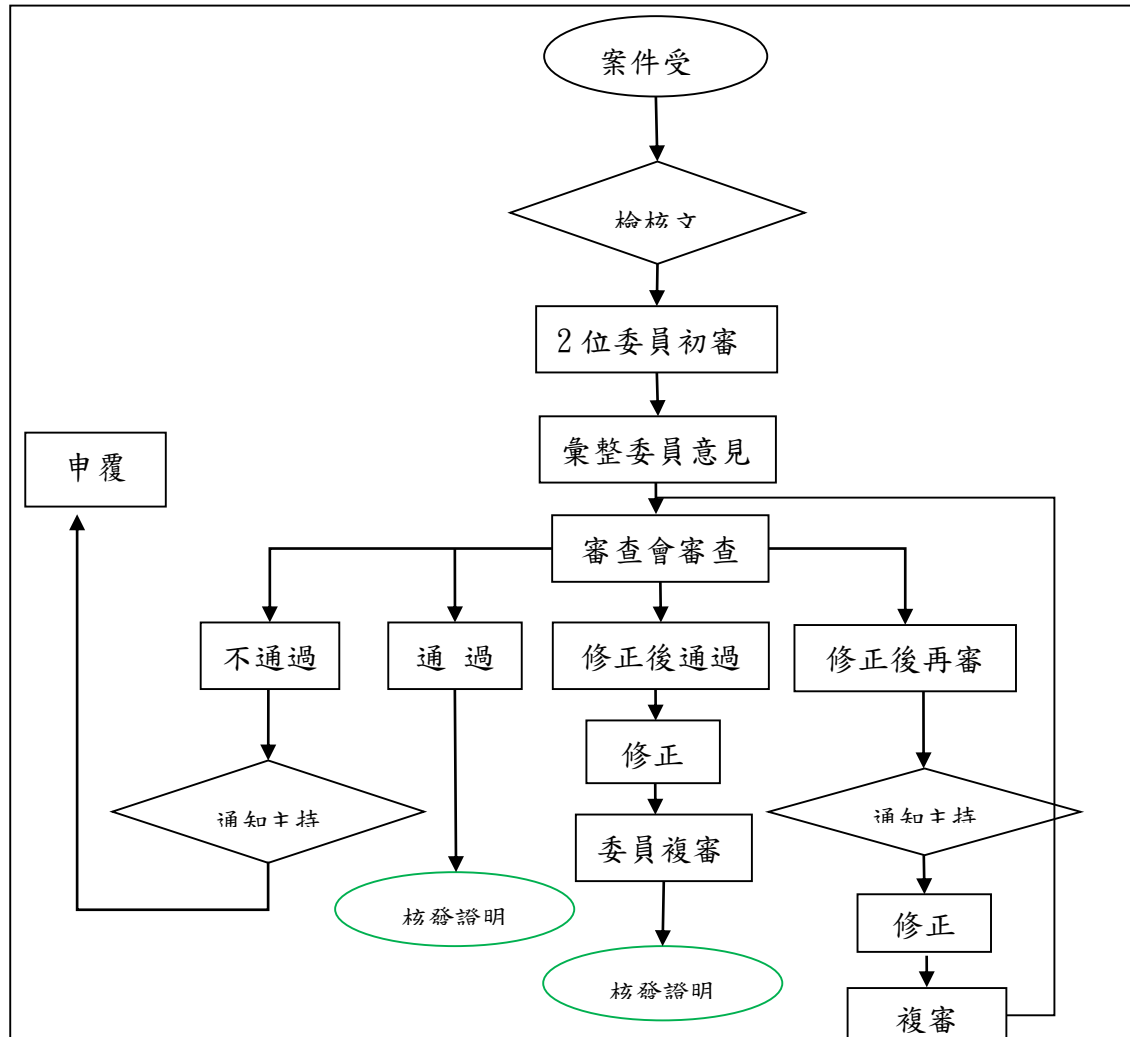 案件受
檢核文
2位委員初審
彙整委員意見
申覆
審查會審查
不通過
通 過
修正後通過
修正後再審
修正
通知主持
通知主持
委員複審
核發證明
修正
核發證明
複審